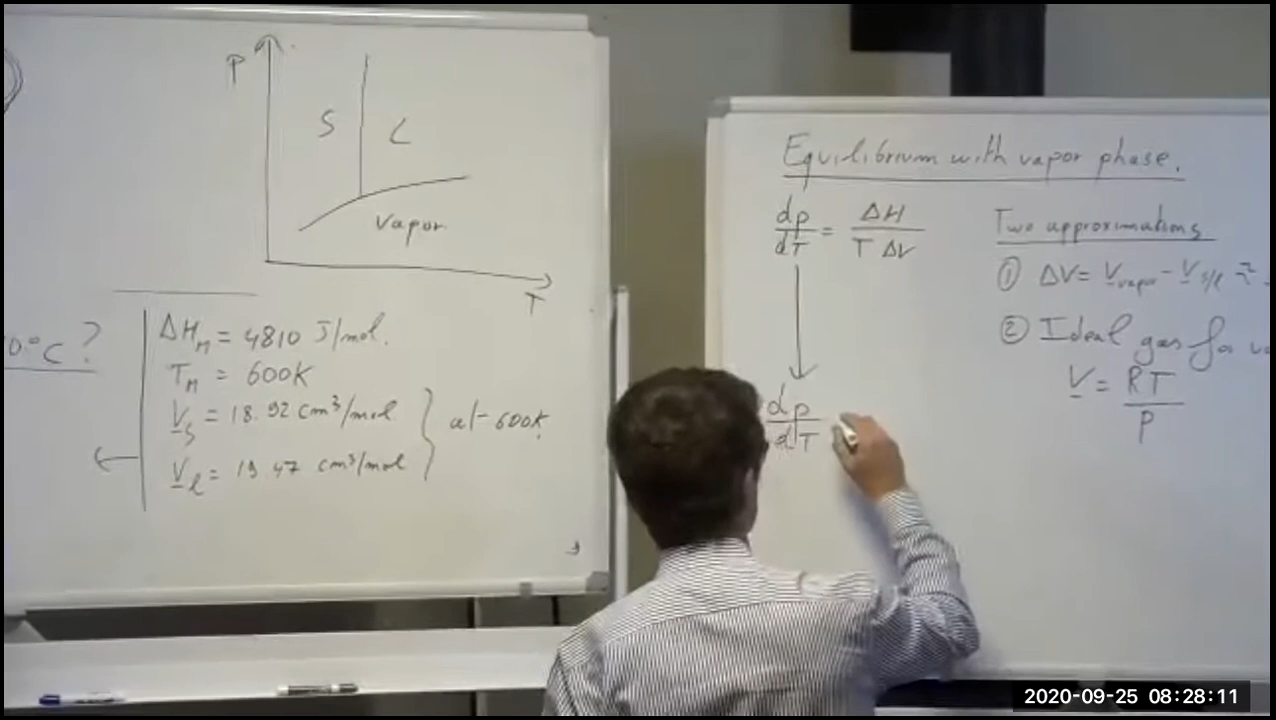 P
S
L
vapor
T
0°C?
ΔH_m = 4810 J/mol.
T_m = 600K
V_s = 18.92 cm³/mol
V_l = 19.47 cm³/mol
at 600K
Equilibrium with vapor phase.
dp/dT = ΔH / T ΔV
dp/dT
Two approximations
① ΔV = V_vapor - V_s/l ≈
② Ideal gas for
V = RT/P
2020-09-25 08:28:11